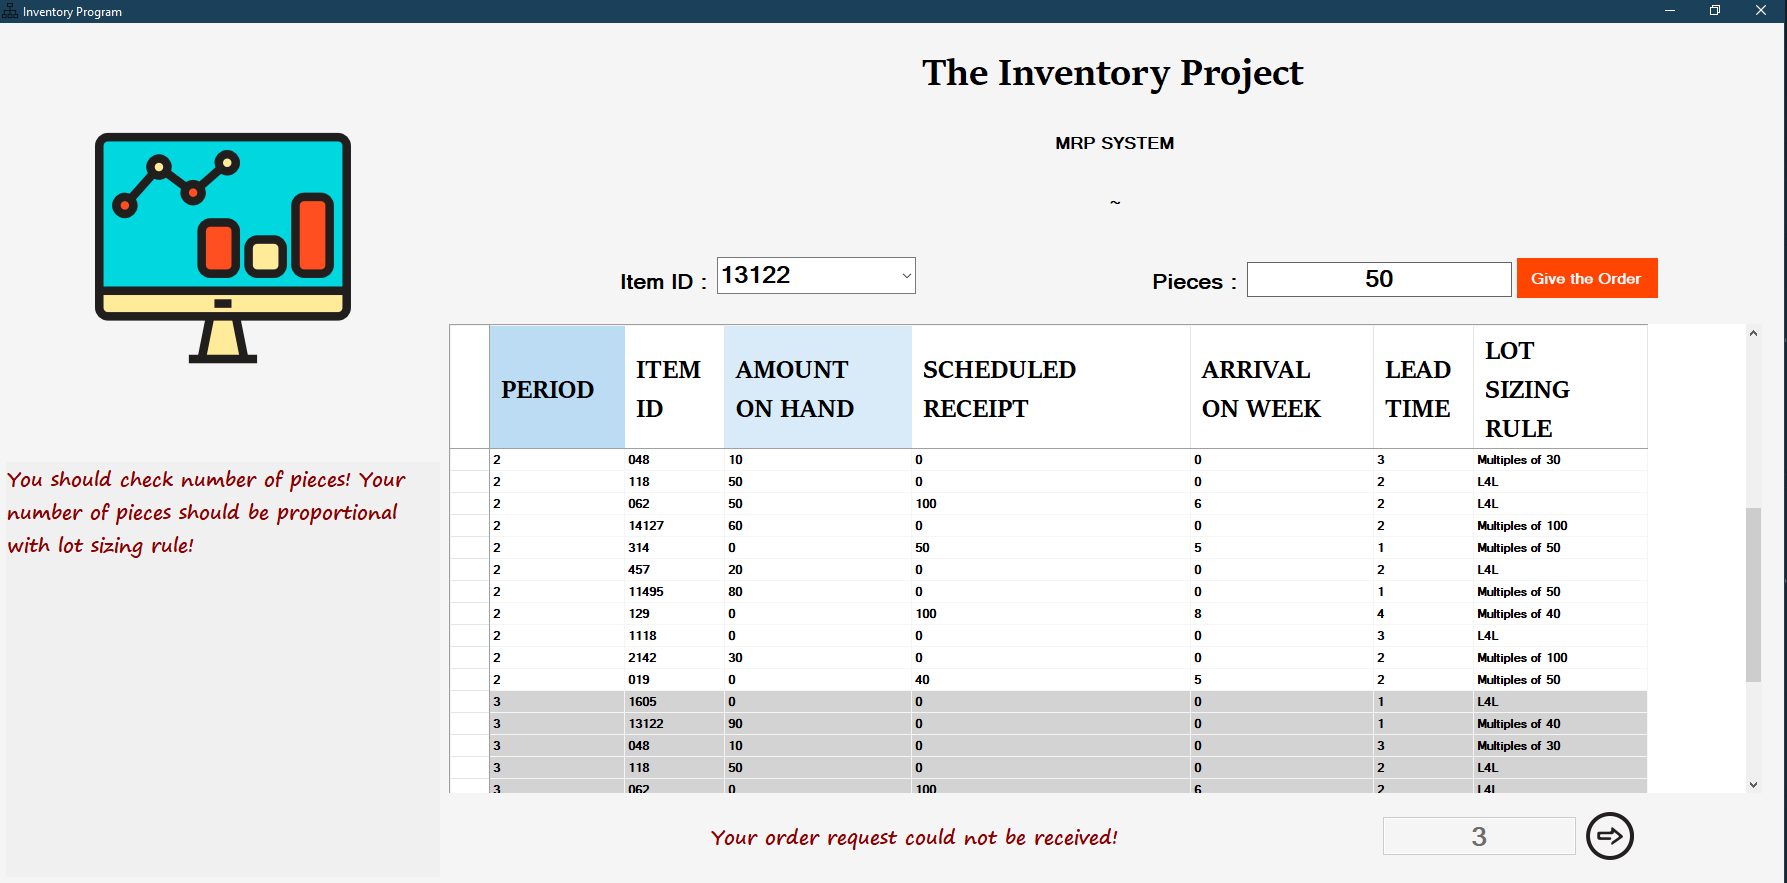 Inventory Program
The Inventory Project
MRP SYSTEM
~
Item ID : 13122 Pieces : 50 Give the Order
PERIOD ITEM ID AMOUNT ON HAND SCHEDULED RECEIPT ARRIVAL ON WEEK LEAD TIME LOT SIZING RULE
2 048 10 0 0 3 Multiples of 30
2 118 50 0 0 2 L4L
2 062 50 100 6 2 L4L
2 14127 60 0 0 2 Multiples of 100
2 314 0 50 5 1 Multiples of 50
2 457 20 0 0 2 L4L
2 11495 80 0 0 1 Multiples of 50
2 129 0 100 8 4 Multiples of 40
2 1118 0 0 0 3 L4L
2 2142 30 0 0 2 Multiples of 100
2 019 0 40 5 2 Multiples of 50
3 1605 0 0 0 1 L4L
3 13122 90 0 0 1 Multiples of 40
3 048 10 0 0 3 Multiples of 30
3 118 50 0 0 2 L4L
3 062 0 100 6 2 L4L
You should check number of pieces! Your
number of pieces should be proportional
with lot sizing rule!
Your order request could not be received!
3